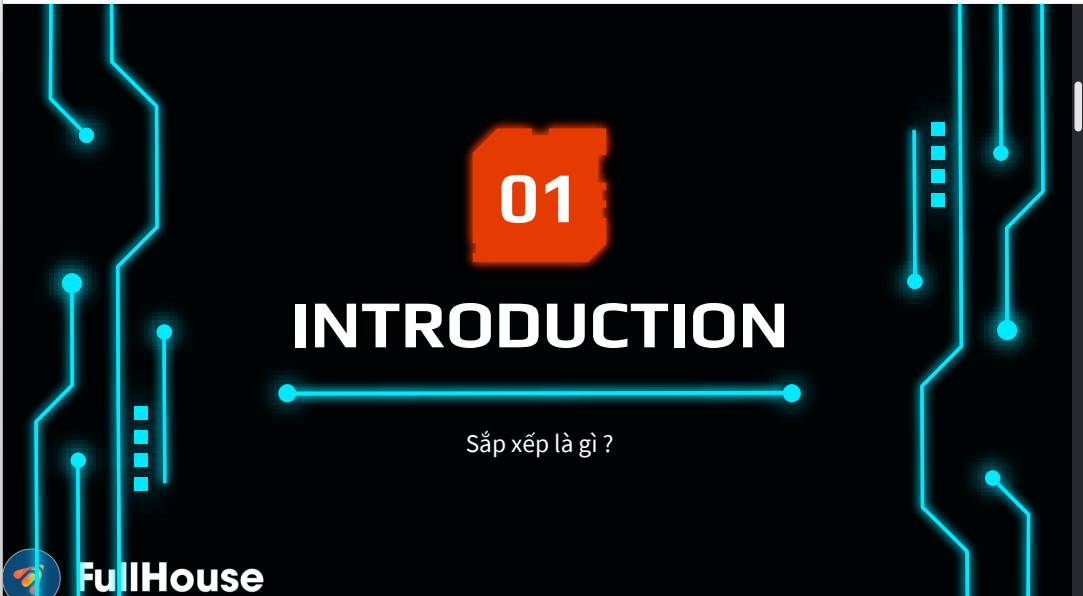 01
INTRODUCTION
Sắp xếp là gì ?
FullHouse